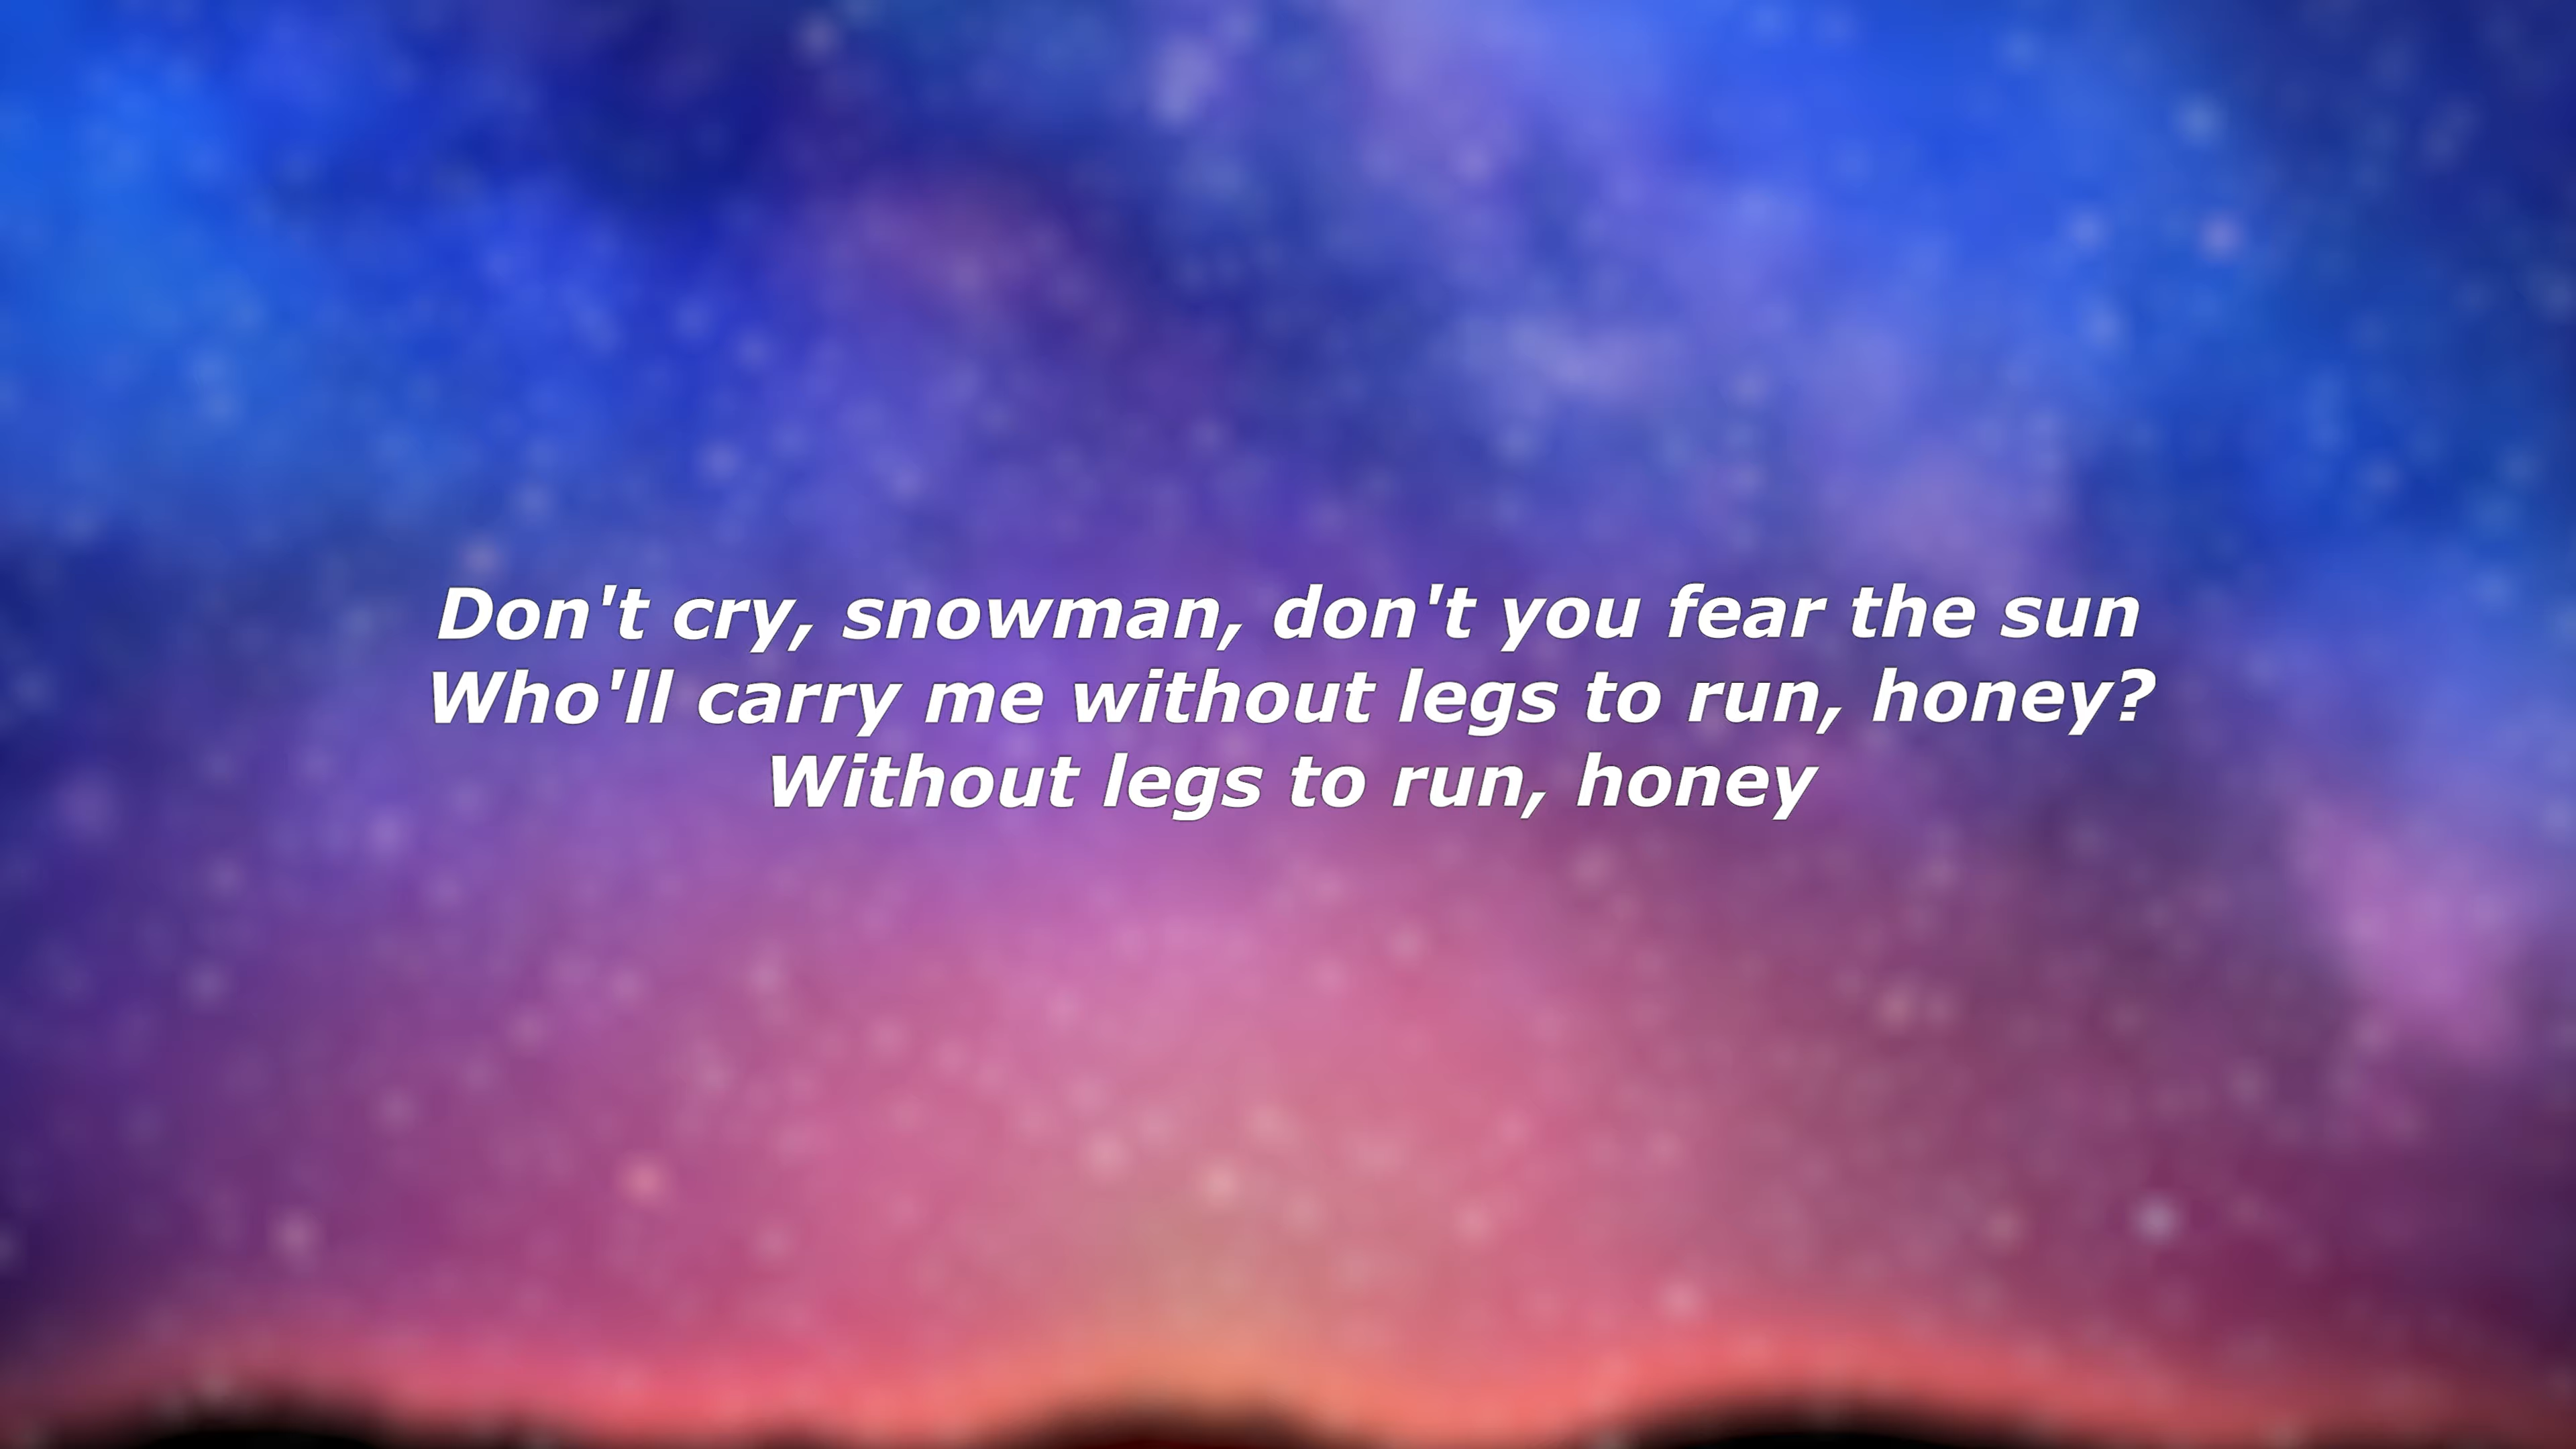 Don't cry, snowman, don't you fear the sun
Who'll carry me without legs to run, honey?
Without legs to run, honey